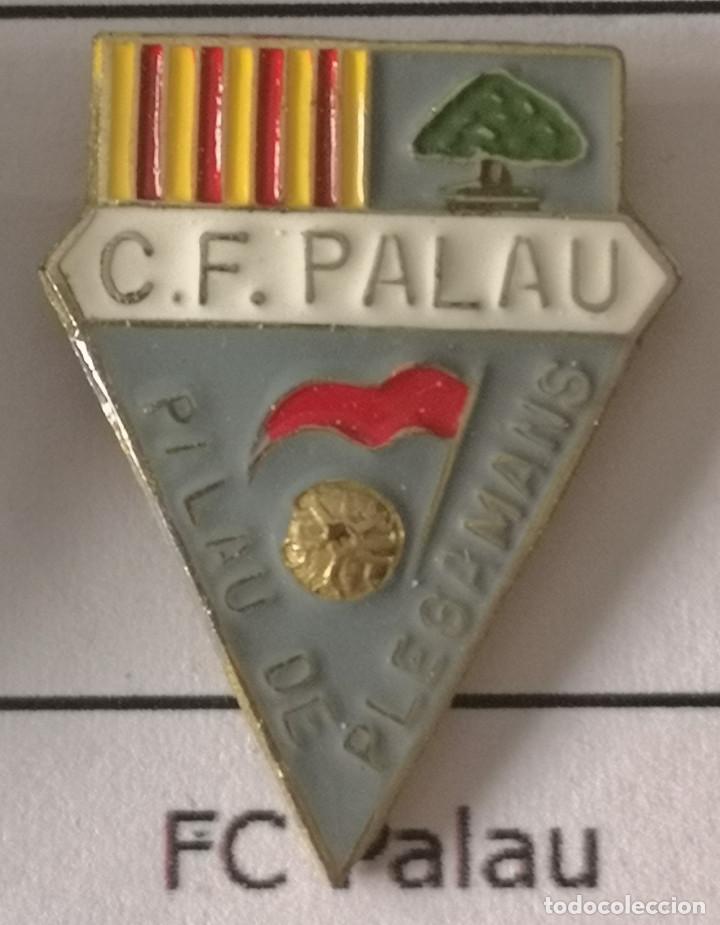 C.F. PALAU
PALAU DE
PLEGAMANS
FC Palau
todocoleccion